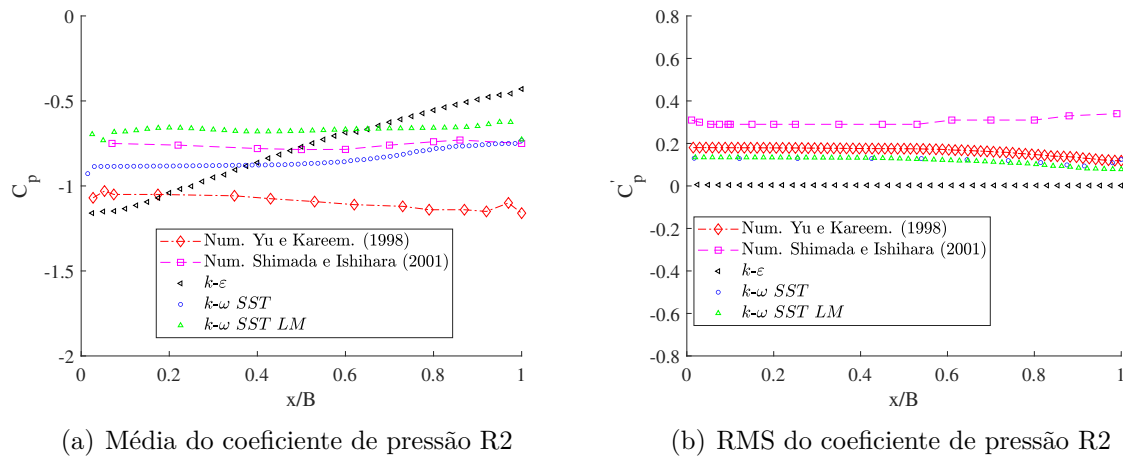 0
-0.5
-1
-1.5
-2
0 0.2 0.4 0.6 0.8 1
C_p
x/B
Num. Yu e Kareem. (1998)
Num. Shimada e Ishihara (2001)
k-ε
k-ω SST
k-ω SST LM
(a) Média do coeficiente de pressão R2
0.8
0.6
0.4
0.2
0
-0.2
-0.4
-0.6
-0.8
0 0.2 0.4 0.6 0.8 1
C_p'
x/B
Num. Yu e Kareem. (1998)
Num. Shimada e Ishihara (2001)
k-ε
k-ω SST
k-ω SST LM
(b) RMS do coeficiente de pressão R2